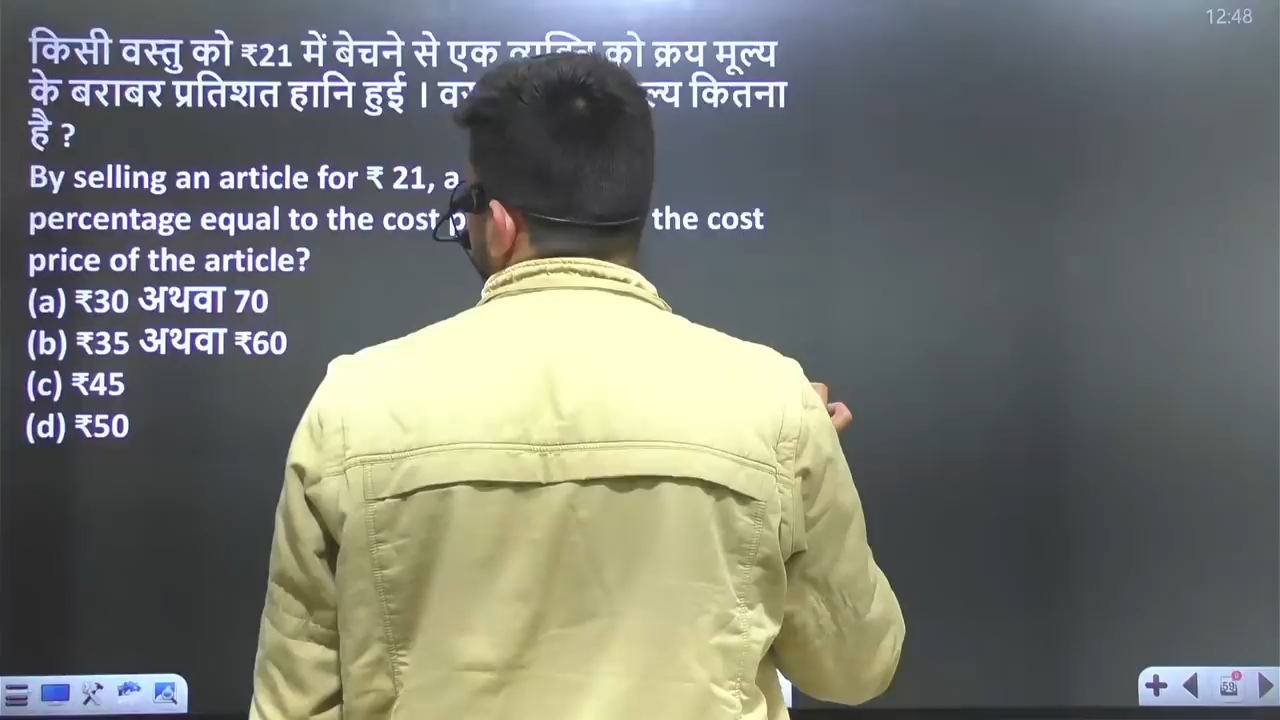 12:48
किसी वस्तु को ₹21 में बेचने से एक को क्रय मूल्य
के बराबर प्रतिशत हानि हुई । कितना
है ?
By selling an article for ₹ 21, a
percentage equal to the cost the cost
price of the article?
(a) ₹30 अथवा 70
(b) ₹35 अथवा ₹60
(c) ₹45
(d) ₹50
59